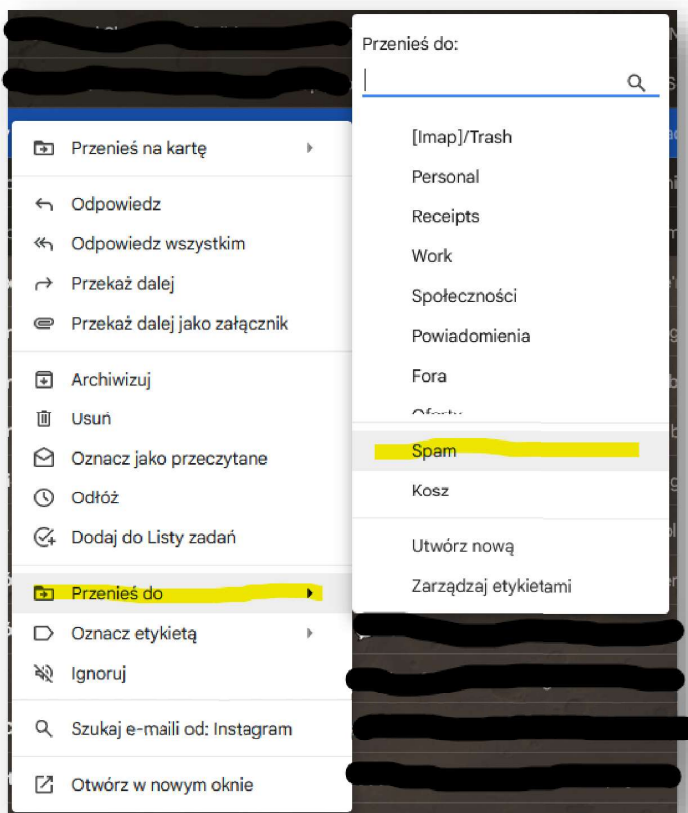 Przenieś na kartę
Odpowiedz
Odpowiedz wszystkim
Przekaż dalej
Przekaż dalej jako załącznik
Archiwizuj
Usuń
Oznacz jako przeczytane
Odłóż
Dodaj do Listy zadań
Przenieś do
Oznacz etykietą
Ignoruj
Szukaj e-maili od: Instagram
Otwórz w nowym oknie
Przenieś do:
[Imap]/Trash
Personal
Receipts
Work
Społeczności
Powiadomienia
Fora
Oferty
Spam
Kosz
Utwórz nową
Zarządzaj etykietami